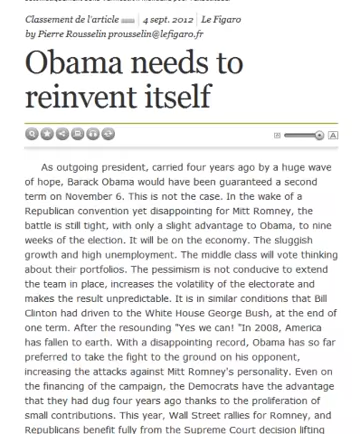 Classement de l'article | 4 sept. 2012 | Le Figaro
by Pierre Rousselin prousselin@lefigaro.fr
Obama needs to
reinvent itself
A
As outgoing president, carried four years ago by a huge wave
of hope, Barack Obama would have been guaranteed a second
term on November 6. This is not the case. In the wake of a
Republican convention yet disappointing for Mitt Romney, the
battle is still tight, with only a slight advantage to Obama, to nine
weeks of the election. It will be on the economy. The sluggish
growth and high unemployment. The middle class will vote thinking
about their portfolios. The pessimism is not conducive to extend
the team in place, increases the volatility of the electorate and
makes the result unpredictable. It is in similar conditions that Bill
Clinton had driven to the White House George Bush, at the end of
one term. After the resounding "Yes we can! "In 2008, America
has fallen to earth. With a disappointing record, Obama has so far
preferred to take the fight to the ground on his opponent,
increasing the attacks against Mitt Romney's personality. Even on
the financing of the campaign, the Democrats have the advantage
that they had dug four years ago thanks to the proliferation of
small contributions. This year, Wall Street rallies for Romney, and
Republicans benefit fully from the Supreme Court decision lifting